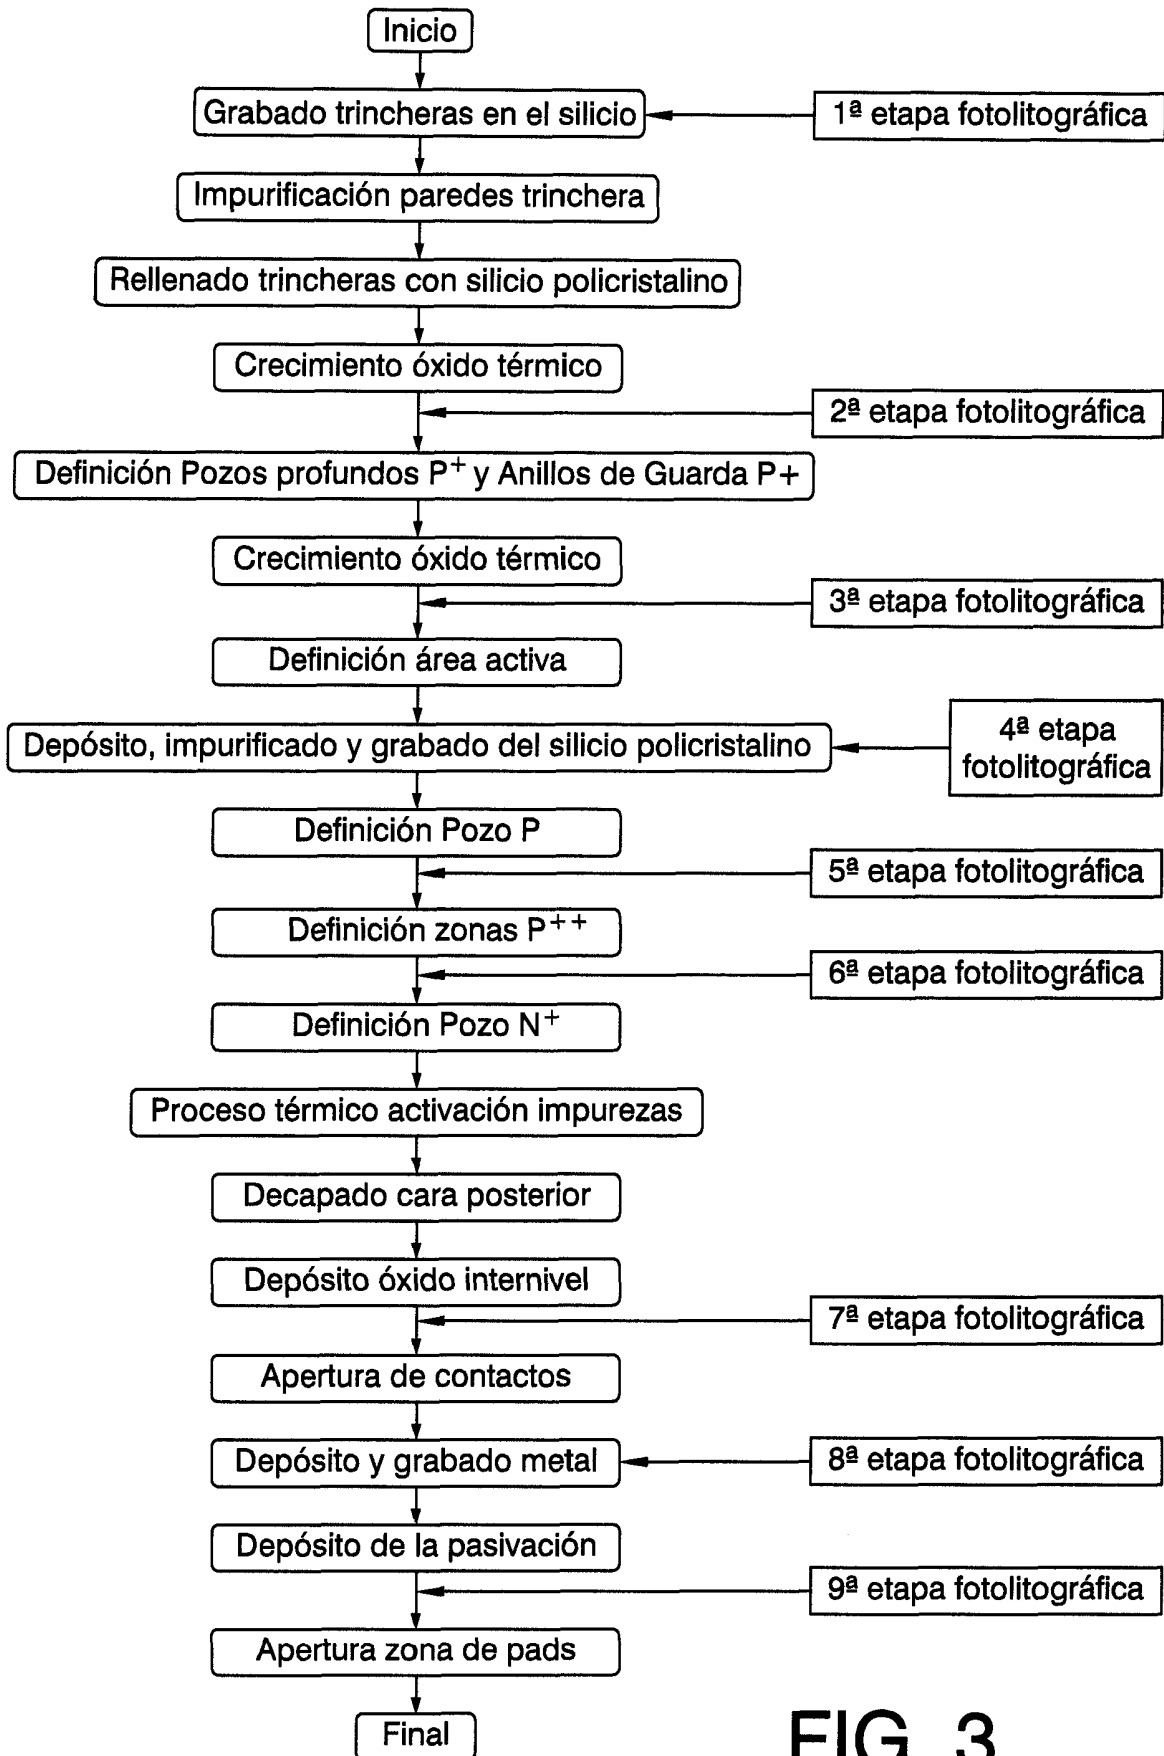 Inicio
Grabado trincheras en el silicio
1ª etapa fotolitográfica
Impurificación paredes trinchera
Rellenado trincheras con silicio policristalino
Crecimiento óxido térmico
2ª etapa fotolitográfica
Definición Pozos profundos P⁺ y Anillos de Guarda P+
Crecimiento óxido térmico
3ª etapa fotolitográfica
Definición área activa
Depósito, impurificado y grabado del silicio policristalino
4ª etapa
fotolitográfica
Definición Pozo P
5ª etapa fotolitográfica
Definición zonas P⁺⁺
6ª etapa fotolitográfica
Definición Pozo N⁺
Proceso térmico activación impurezas
Decapado cara posterior
Depósito óxido internivel
7ª etapa fotolitográfica
Apertura de contactos
Depósito y grabado metal
8ª etapa fotolitográfica
Depósito de la pasivación
9ª etapa fotolitográfica
Apertura zona de pads
Final
FIG. 3